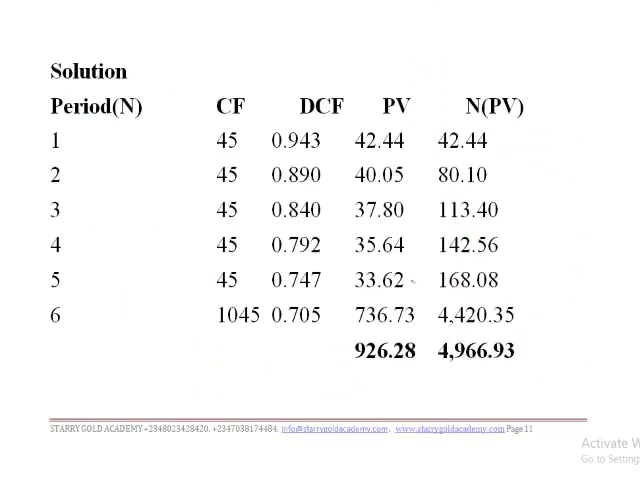 Solution
Period(N) CF DCF PV N(PV)
1 45 0.943 42.44 42.44
2 45 0.890 40.05 80.10
3 45 0.840 37.80 113.40
4 45 0.792 35.64 142.56
5 45 0.747 33.62 168.08
6 1045 0.705 736.73 4,420.35
926.28 4,966.93
STARRY GOLD ACADEMY +2348023428420, +2347038174484, info@starrygoldacademy.com, www.starrygoldacademy.com Page 11
Activate W
Go to Setting